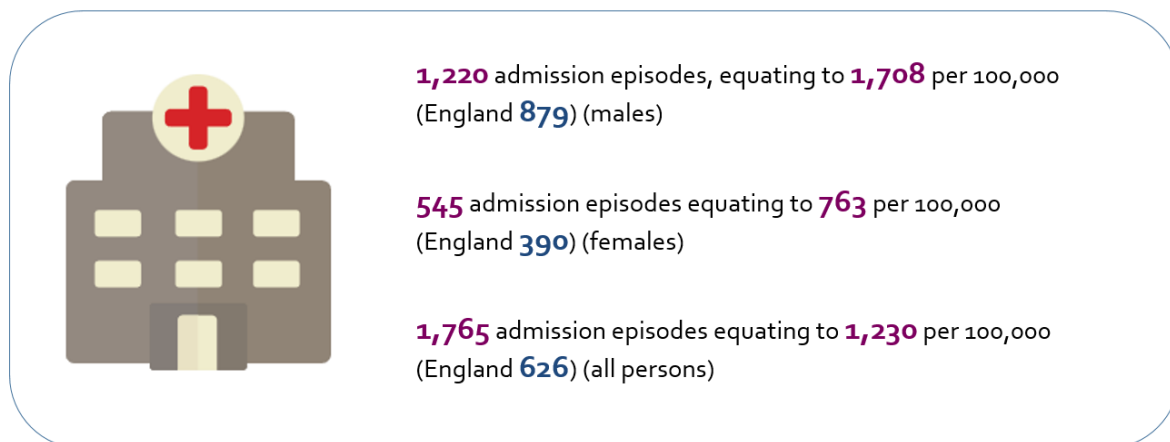 1,220 admission episodes, equating to 1,708 per 100,000
(England 879) (males)
545 admission episodes equating to 763 per 100,000
(England 390) (females)
1,765 admission episodes equating to 1,230 per 100,000
(England 626) (all persons)